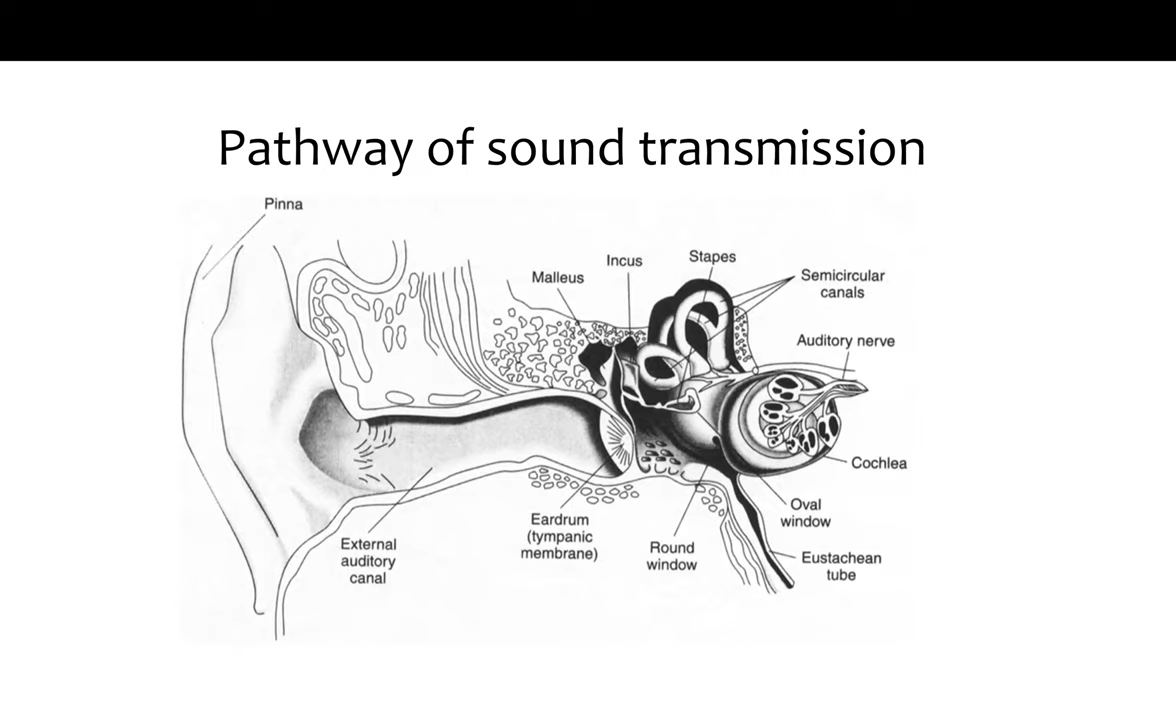 Pathway of sound transmission
Pinna
Malleus
Incus
Stapes
Semicircular
canals
Auditory nerve
Cochlea
Oval
window
Eustachean
tube
Round
window
Eardrum
(tympanic
membrane)
External
auditory
canal